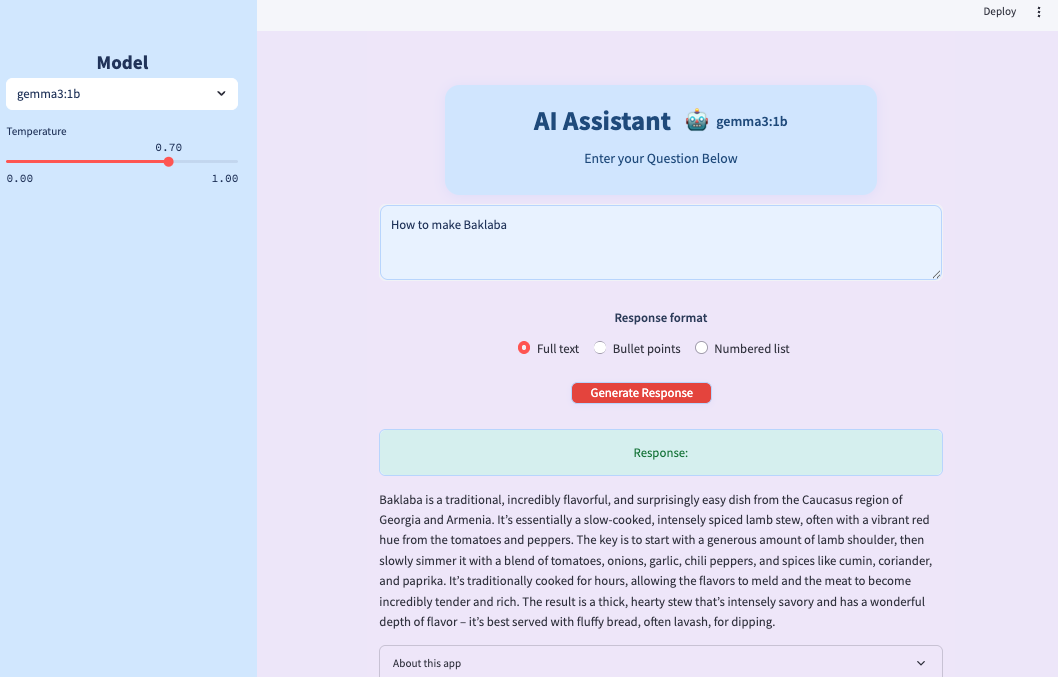 Deploy
Model
gemma3:1b
Temperature
0.70
0.00 1.00
AI Assistant 🤖 gemma3:1b
Enter your Question Below
How to make Baklaba
Response format
Full text Bullet points Numbered list
Generate Response
Response:
Baklaba is a traditional, incredibly flavorful, and surprisingly easy dish from the Caucasus region of
Georgia and Armenia. It’s essentially a slow-cooked, intensely spiced lamb stew, often with a vibrant red
hue from the tomatoes and peppers. The key is to start with a generous amount of lamb shoulder, then
slowly simmer it with a blend of tomatoes, onions, garlic, chili peppers, and spices like cumin, coriander,
and paprika. It’s traditionally cooked for hours, allowing the flavors to meld and the meat to become
incredibly tender and rich. The result is a thick, hearty stew that’s intensely savory and has a wonderful
depth of flavor – it’s best served with fluffy bread, often lavash, for dipping.
About this app